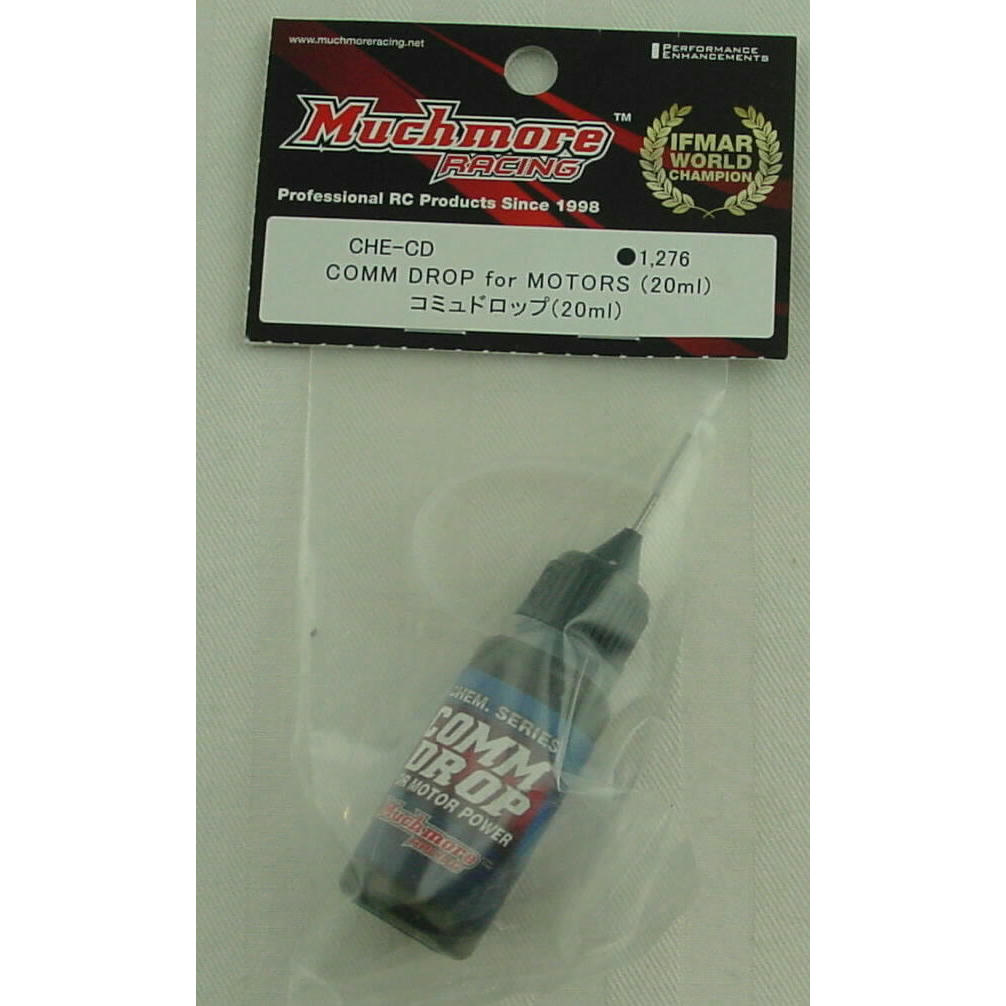 www.muchmoreracing.net
PERFORMANCE
ENHANCEMENTS
Muchmore™
RACING
IFMAR
WORLD
CHAMPION
Professional RC Products Since 1998
CHE-CD ●1,276
COMM DROP for MOTORS (20ml)
コミュドロップ(20ml)
CHEM. SERIES
COMM
DROP
MOTOR POWER
Muchmore
RACING